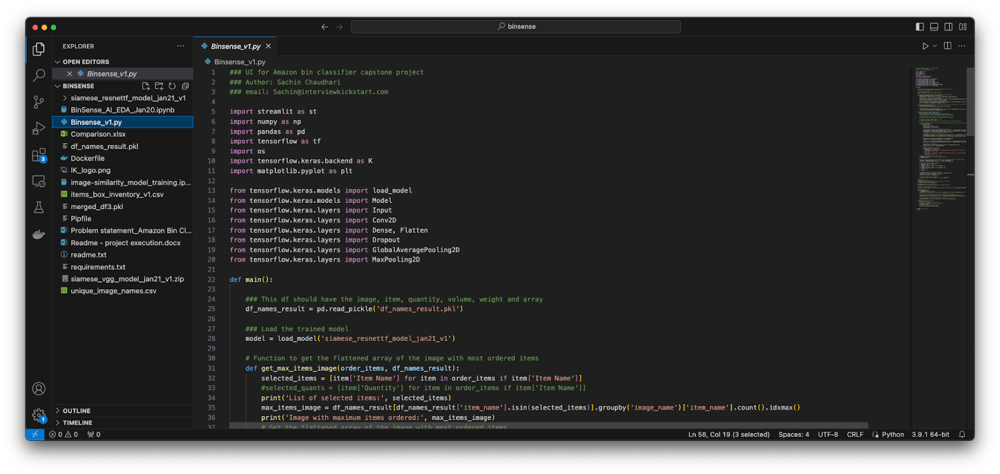 binsense
EXPLORER
OPEN EDITORS
Binsense_v1.py
BINSENSE
siamese_resnettf_model_jan21_v1
BinSense_AI_EDA_Jan20.ipynb
Binsense_v1.py
Comparison.xlsx
df_names_result.pkl
Dockerfile
IK_logo.png
image-similarity_model_training.ip...
items_box_inventory_v1.csv
merged_df3.pkl
Pipfile
Problem statement_Amazon Bin Cl...
Readme - project execution.docx
readme.txt
requirements.txt
siamese_vgg_model_jan21_v1.zip
unique_image_names.csv
OUTLINE
TIMELINE
3
1
Binsense_v1.py
Binsense_v1.py
1 ### UI for Amazon bin classifier capstone project
2 ### Author: Sachin Chaudhari
3 ### email: Sachin@interviewkickstart.com
4
5 import streamlit as st
6 import numpy as np
7 import pandas as pd
8 import tensorflow as tf
9 import os
10 import tensorflow.keras.backend as K
11 import matplotlib.pyplot as plt
12
13 from tensorflow.keras.models import load_model
14 from tensorflow.keras.models import Model
15 from tensorflow.keras.layers import Input
16 from tensorflow.keras.layers import Conv2D
17 from tensorflow.keras.layers import Dense, Flatten
18 from tensorflow.keras.layers import Dropout
19 from tensorflow.keras.layers import GlobalAveragePooling2D
20 from tensorflow.keras.layers import MaxPooling2D
21
22 def main():
23
24 ### This df should have the image, item, quantity, volume, weight and array
25 df_names_result = pd.read_pickle('df_names_result.pkl')
26
27 ### Load the trained model
28 model = load_model('siamese_resnettf_model_jan21_v1')
29
30 # Function to get the flattened array of the image with most ordered items
31 def get_max_items_image(order_items, df_names_result):
32 selected_items = [item['Item Name'] for item in order_items if item['Item Name']]
33 #selected_quants = [item['Quantity'] for item in order_items if item['Item Name']]
34 print('List of selected items:', selected_items)
35 max_items_image = df_names_result[df_names_result['item_name'].isin(selected_items)].groupby('image_name')['item_name'].count().idxmax()
36 print('Image with maximum items ordered:', max_items_image)
37 # Get the flattened array of the image with most ordered items
0 0 0
Ln 58, Col 19 (3 selected) Spaces: 4 UTF-8 CRLF Python 3.9.1 64-bit